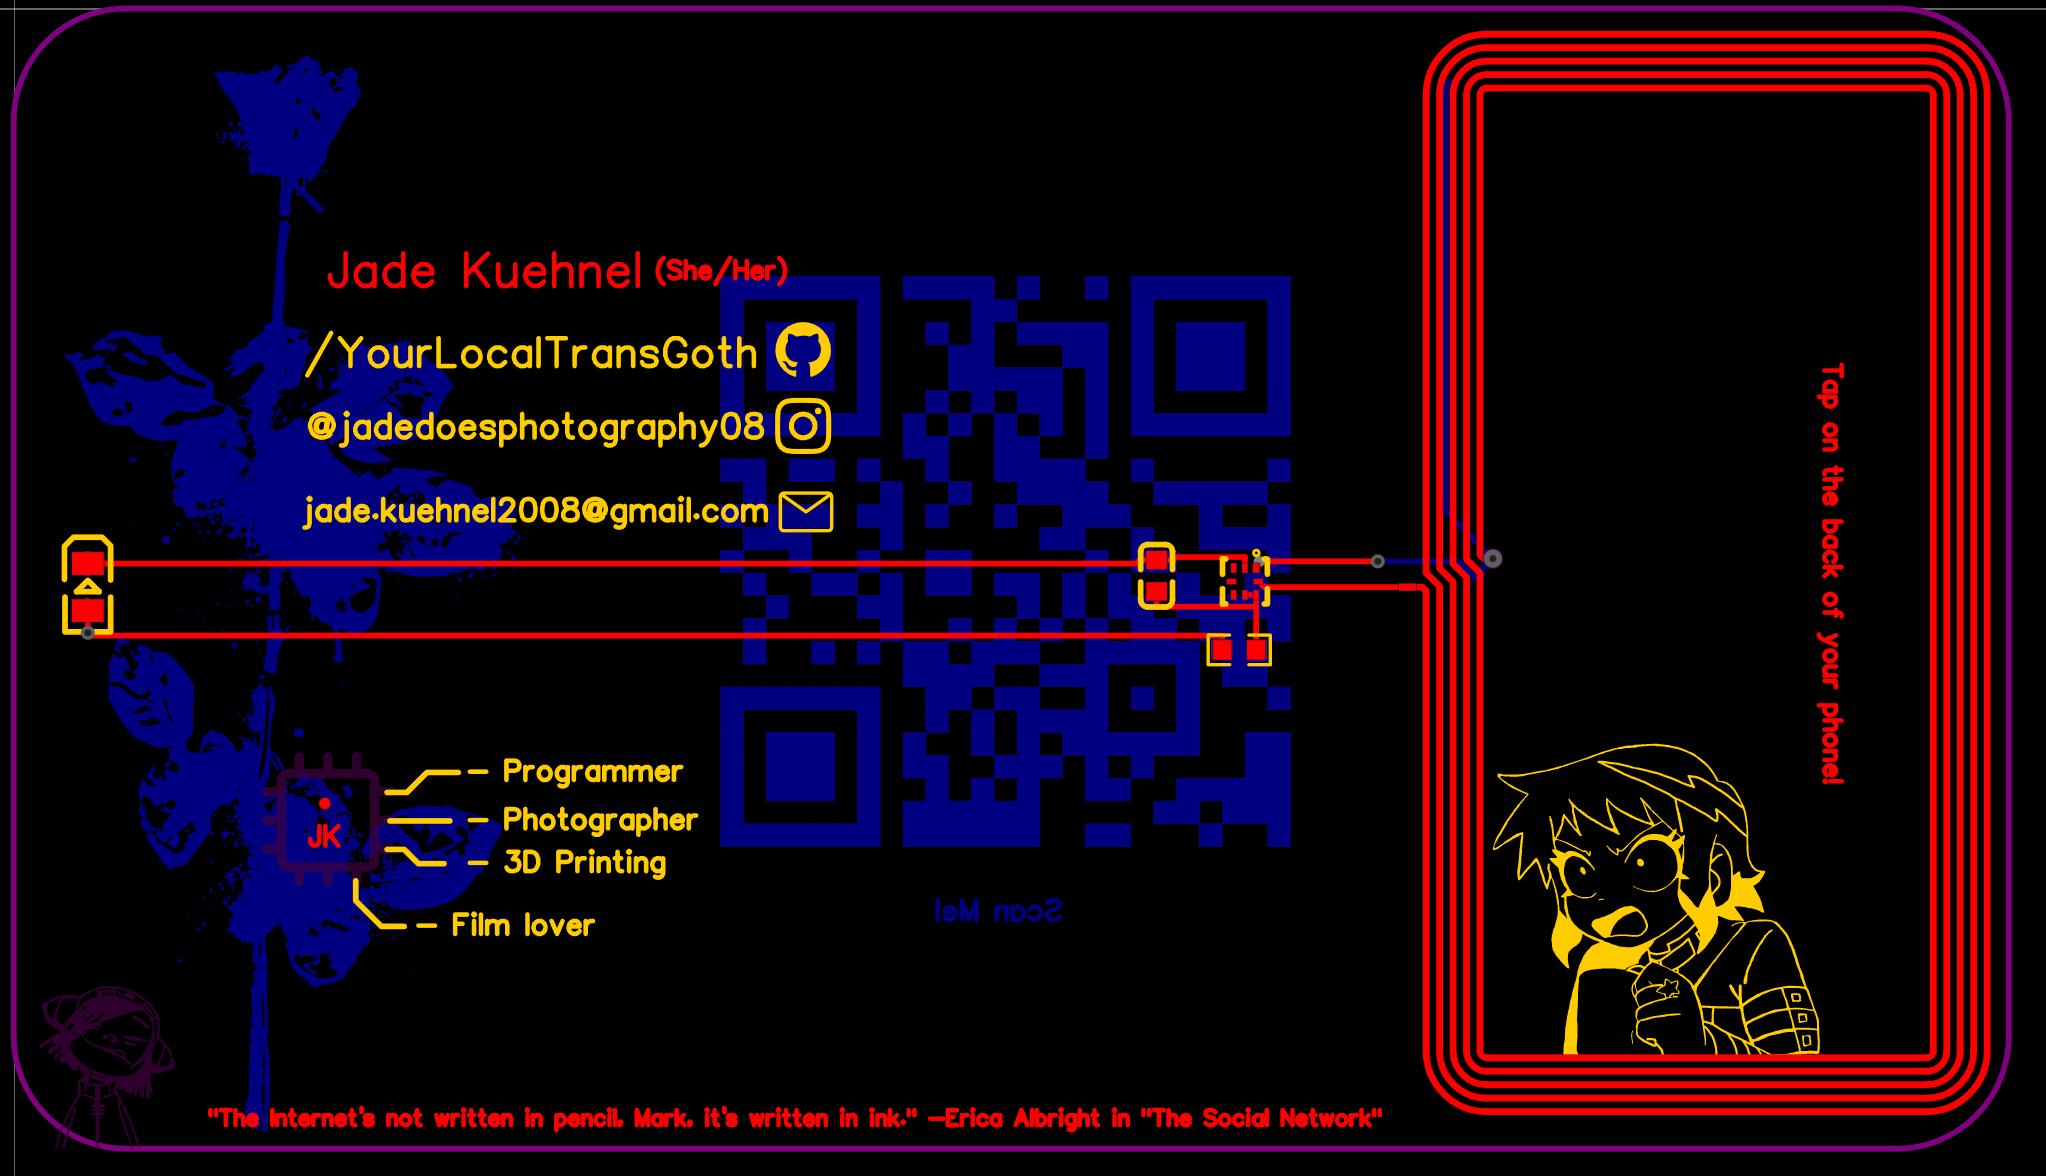 Jade Kuehnel (She/Her)
/YourLocalTransGoth
@jadedoesphotography08
jade.kuehnel2008@gmail.com
Tap on the back of your phone!
JK
- Programmer
- Photographer
- 3D Printing
- Film lover
Scan Me!
"The Internet's not written in pencil. Mark. it's written in ink." -Erica Albright in "The Social Network"